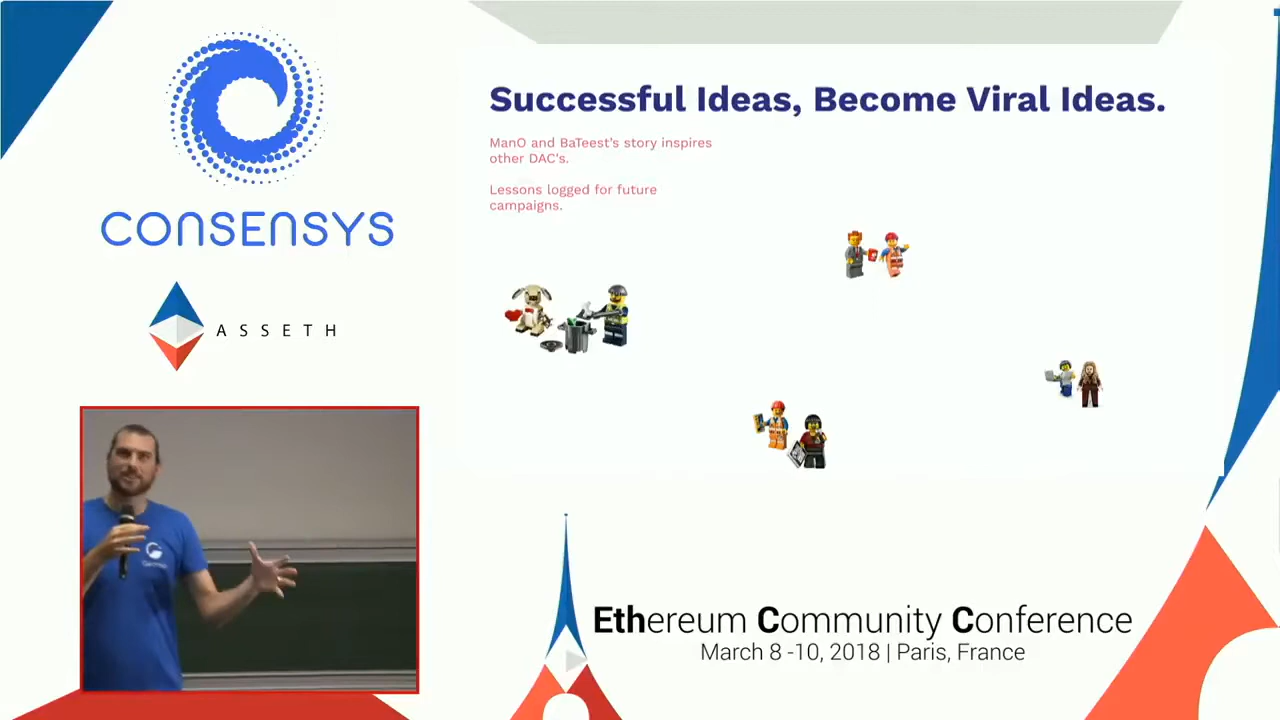 CONSENSYS
ASSETH
Successful Ideas, Become Viral Ideas.
ManO and BaTeest's story inspires
other DAC's.
Lessons logged for future
campaigns.
Ethereum Community Conference
March 8 -10, 2018 | Paris, France